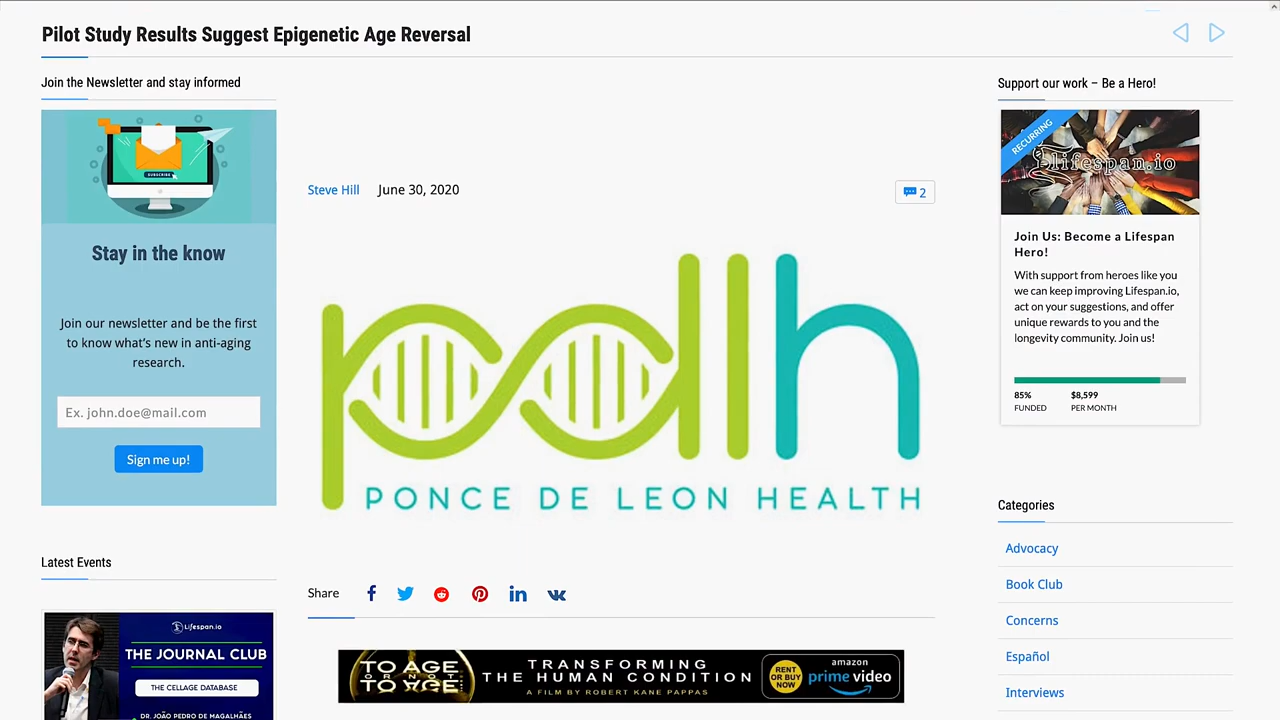 Pilot Study Results Suggest Epigenetic Age Reversal
Join the Newsletter and stay informed
SUBSCRIBE
Stay in the know
Join our newsletter and be the first
to know what's new in anti-aging
research.
Ex. john.doe@mail.com
Sign me up!
Latest Events
Lifespan.io
THE JOURNAL CLUB
THE CELLAGE DATABASE
DR. JOÃO PEDRO DE MAGALHÃES
Steve Hill June 30, 2020
2
pdlh
PONCE DE LEON HEALTH
Share
TO AGE
OR NOT
TO AGE
TRANSFORMING
THE HUMAN CONDITION
A FILM BY ROBERT KANE PAPPAS
RENT
OR BUY
NOW
amazon
prime video
Support our work – Be a Hero!
RECURRING
lifespan.io
Join Us: Become a Lifespan
Hero!
With support from heroes like you
we can keep improving Lifespan.io,
act on your suggestions, and offer
unique rewards to you and the
longevity community. Join us!
85% $8,599
FUNDED PER MONTH
Categories
Advocacy
Book Club
Concerns
Español
Interviews